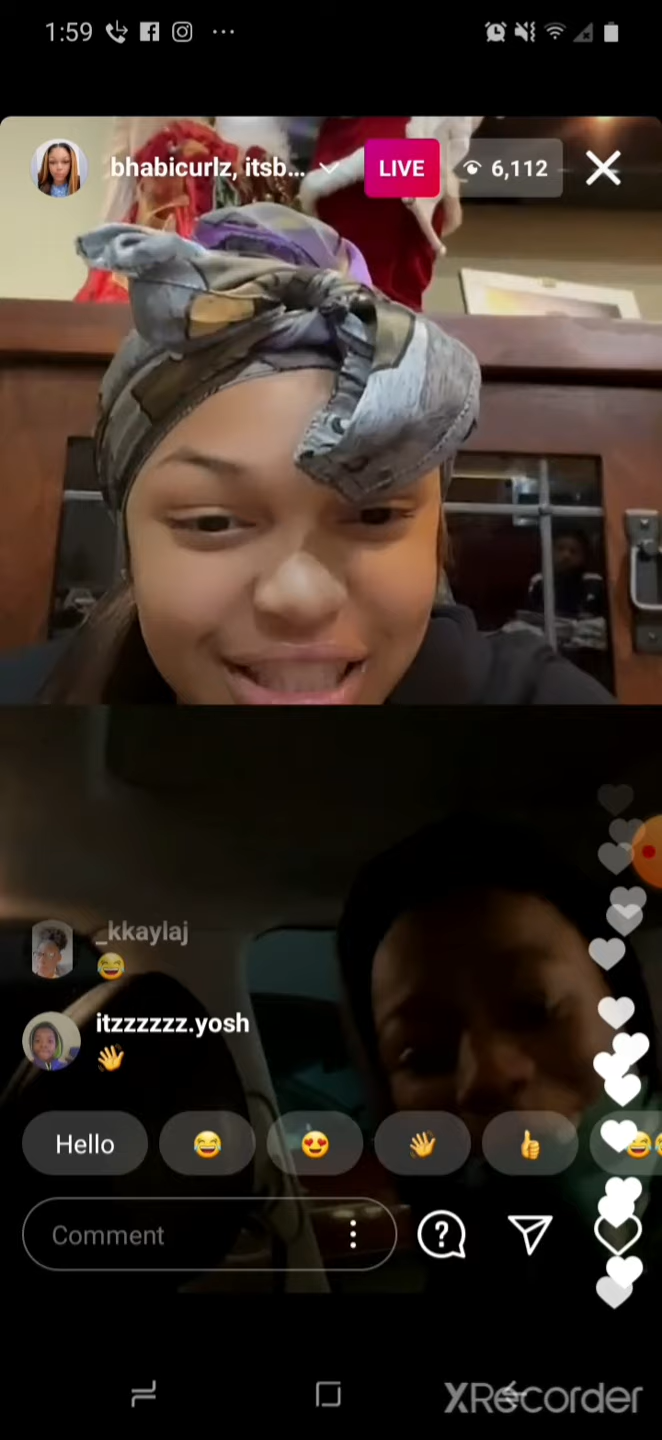 1:59
bhabicurlz, itsb...
LIVE
6,112
_kkaylaj
😂
itzzzzzz.yosh
👋
Hello 😂 😍 👋 👍 😂
Comment
XRecorder